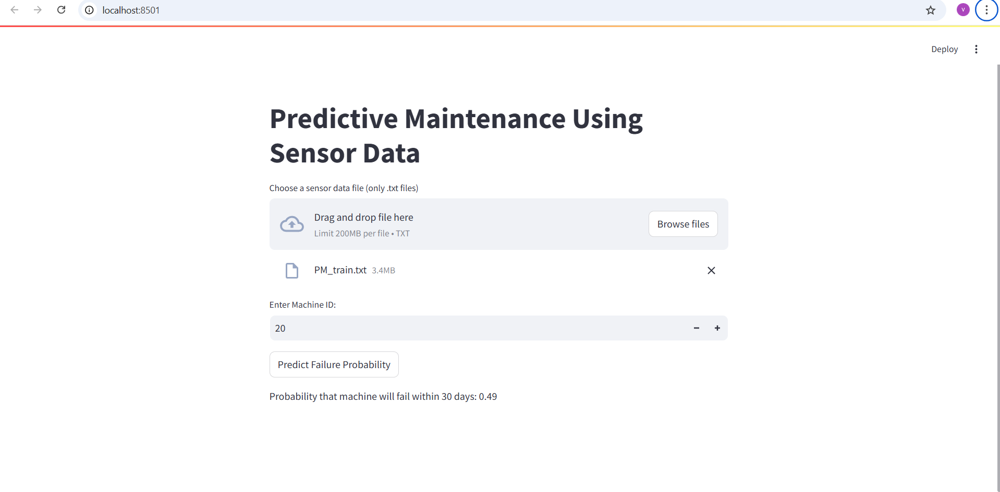 localhost:8501
V
Deploy
Predictive Maintenance Using
Sensor Data
Choose a sensor data file (only .txt files)
Drag and drop file here
Limit 200MB per file • TXT
Browse files
PM_train.txt 3.4MB
Enter Machine ID:
20
Predict Failure Probability
Probability that machine will fail within 30 days: 0.49